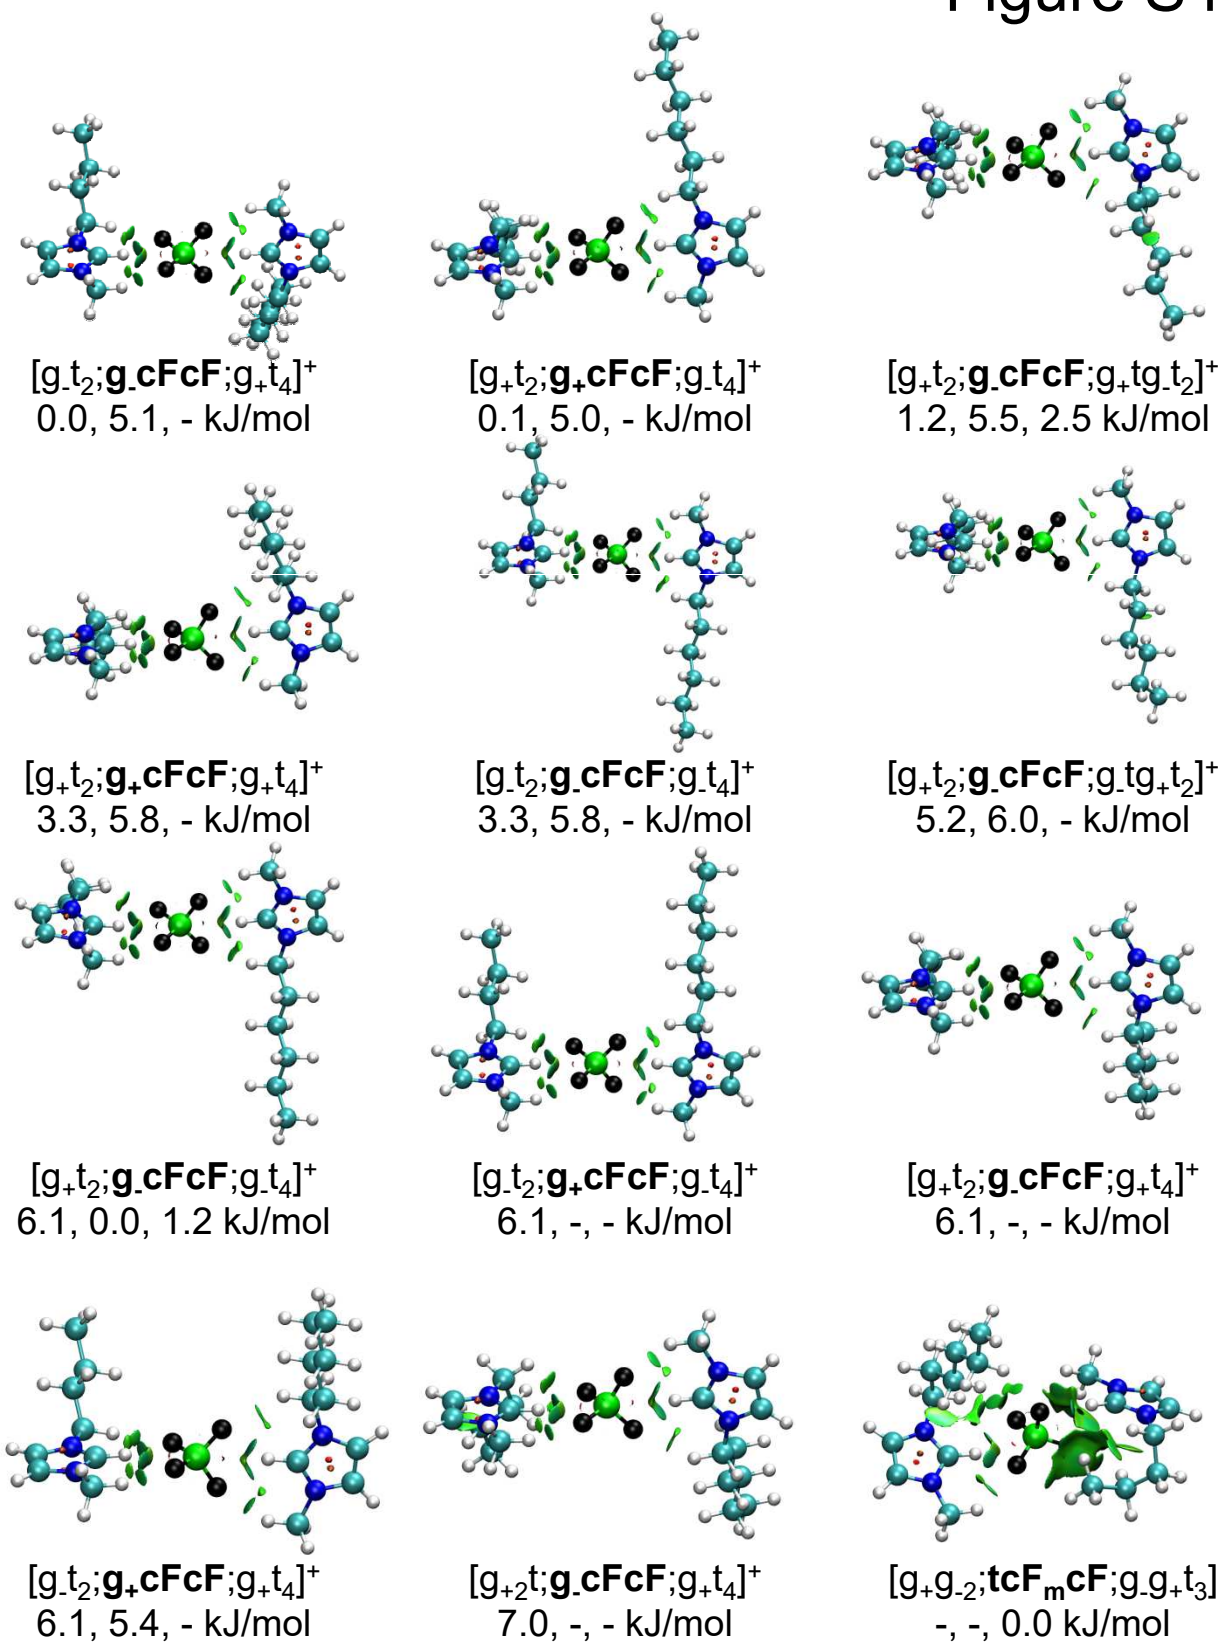 [g₋t₂;g₋cFcF;g₊t₄]⁺ [g₊t₂;g₊cFcF;g₋t₄]⁺ [g₊t₂;g₋cFcF;g₊tg₋t₂]⁺
0.0, 5.1, - kJ/mol 0.1, 5.0, - kJ/mol 1.2, 5.5, 2.5 kJ/mol
[g₊t₂;g₊cFcF;g₊t₄]⁺ [g₋t₂;g₋cFcF;g₋t₄]⁺ [g₊t₂;g₋cFcF;g₋tg₊t₂]⁺
3.3, 5.8, - kJ/mol 3.3, 5.8, - kJ/mol 5.2, 6.0, - kJ/mol
[g₊t₂;g₋cFcF;g₋t₄]⁺ [g₋t₂;g₊cFcF;g₋t₄]⁺ [g₊t₂;g₋cFcF;g₊t₄]⁺
6.1, 0.0, 1.2 kJ/mol 6.1, -, - kJ/mol 6.1, -, - kJ/mol
[g₋t₂;g₊cFcF;g₊t₄]⁺ [g₊₂t;g₋cFcF;g₊t₄]⁺ [g₊g₋₂;tcFₘcF;g₋g₊t₃]
6.1, 5.4, - kJ/mol 7.0, -, - kJ/mol -, -, 0.0 kJ/mol